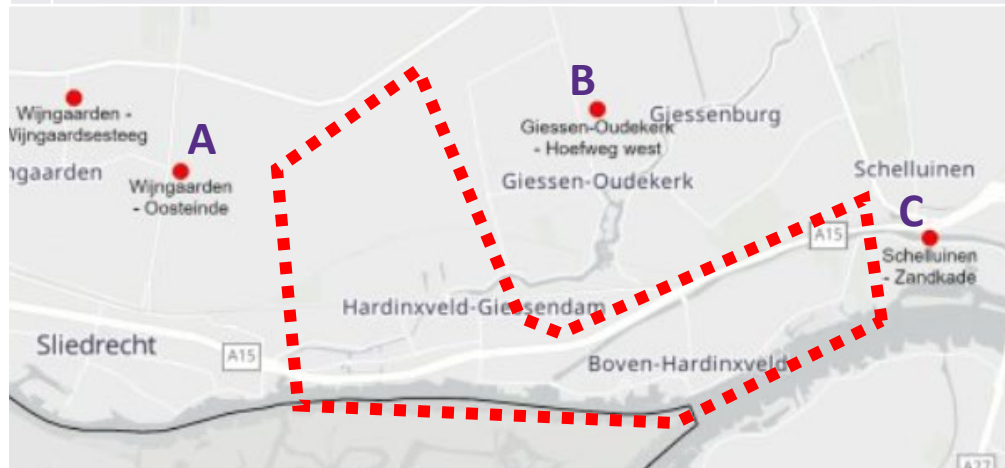 Wijngaarden -
Wijngaardsesteeg
A
ngaarden
Wijngaarden
- Oosteinde
B
Giessen-Oudekerk
- Hoefweg west
Giessenburg
Giessen-Oudekerk
Schelluinen
C
A15
Schelluinen
- Zandkade
Hardinxveld-Giessendam
Sliedrecht
A15
Boven-Hardinxveld
A27